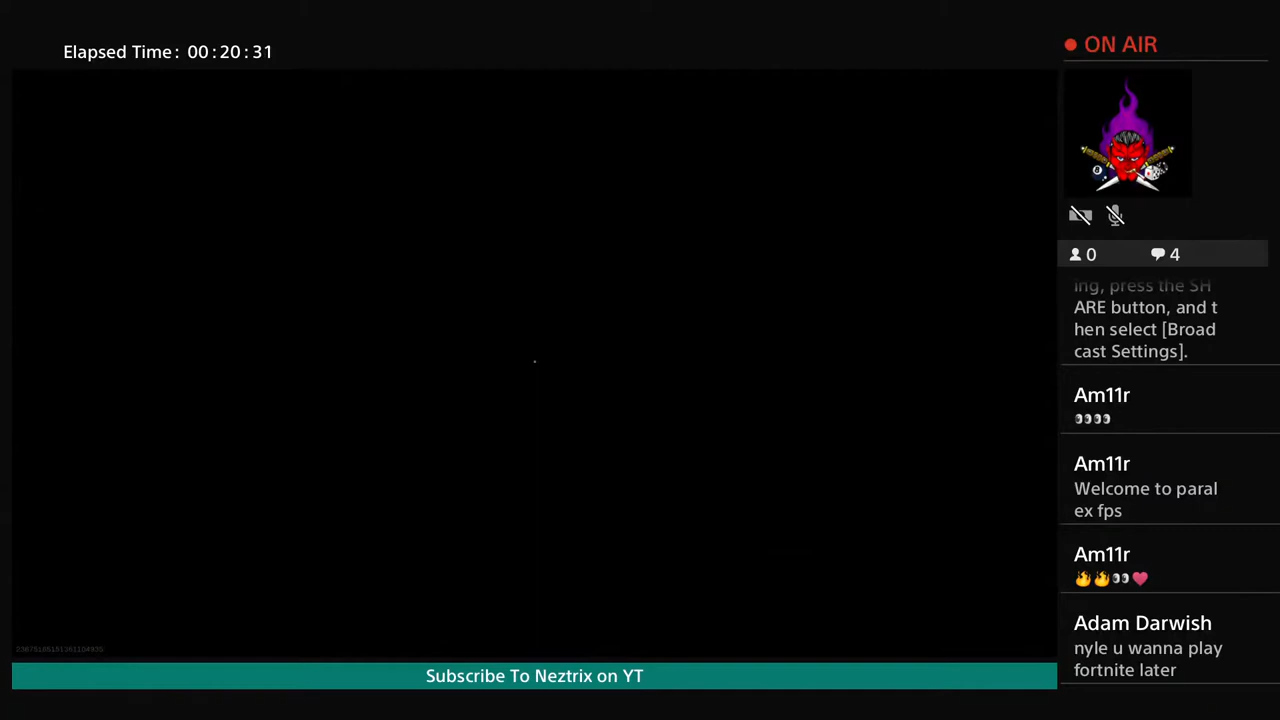 Elapsed Time: 00:20:31
ON AIR
0
4
ing, press the SH
ARE button, and t
hen select [Broad
cast Settings].
Am11r
👀👀
Am11r
Welcome to paral
ex fps
Am11r
🔥🔥👀❤️
Adam Darwish
nyle u wanna play
fortnite later
Subscribe To Neztrix on YT